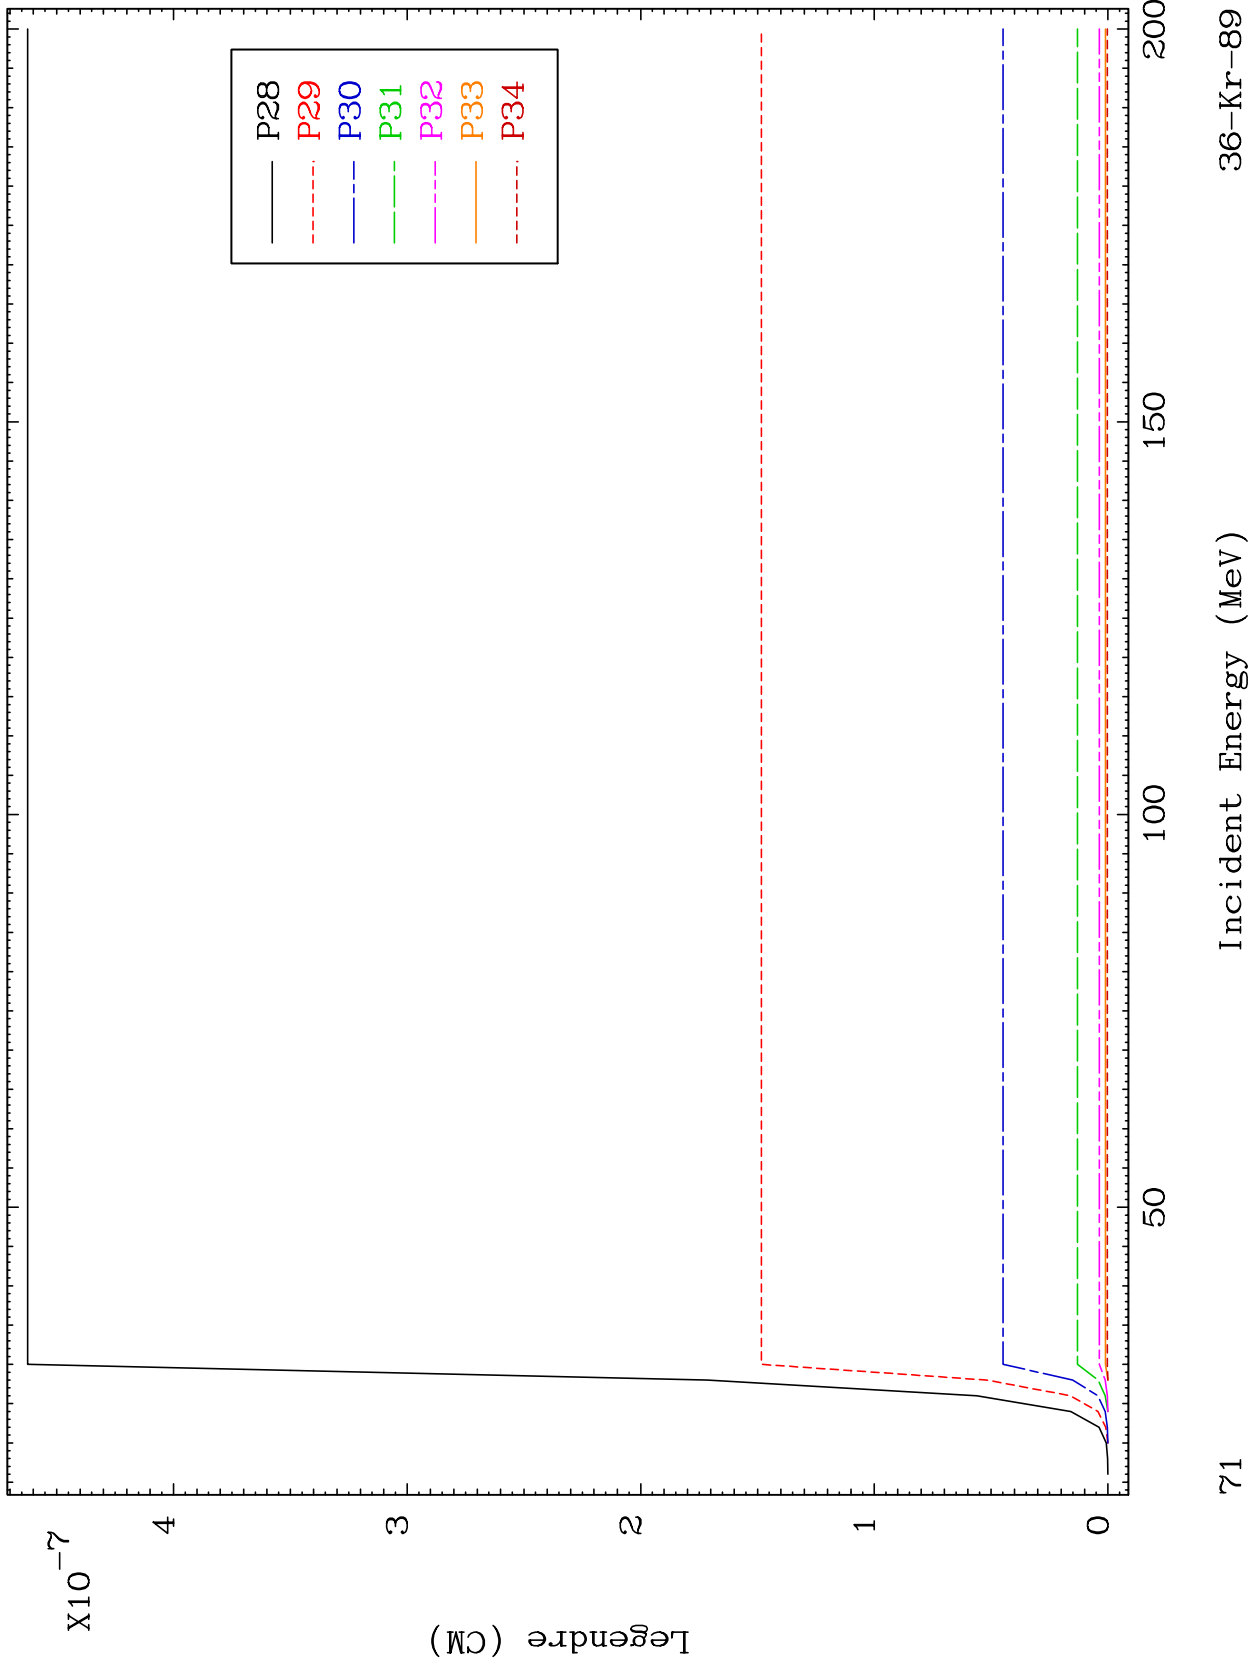 X10-7
Legendre (CM)
4
3
2
1
0
P28
P29
P30
P31
P32
P33
P34
50
100
150
200
71
Incident Energy (MeV)
36-Kr-89